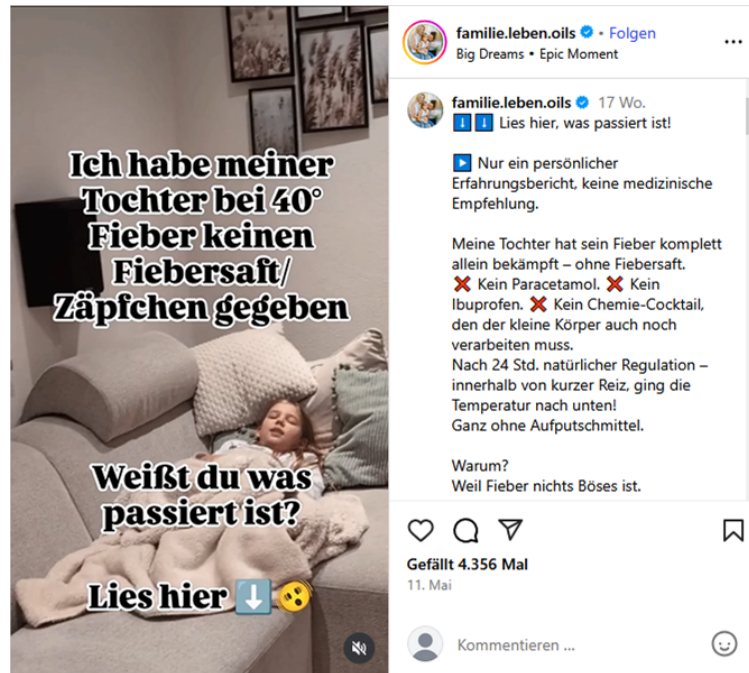 Ich habe meiner
Tochter bei 40°
Fieber keinen
Fiebersaft/
Zäpfchen gegeben
Weißt du was
passiert ist?
Lies hier ⬇️🫨
familie.leben.oils • Folgen
Big Dreams • Epic Moment
familie.leben.oils 17 Wo.
⬇️⬇️ Lies hier, was passiert ist!
▶️ Nur ein persönlicher
Erfahrungsbericht, keine medizinische
Empfehlung.
Meine Tochter hat sein Fieber komplett
allein bekämpft – ohne Fiebersaft.
❌ Kein Paracetamol. ❌ Kein
Ibuprofen. ❌ Kein Chemie-Cocktail,
den der kleine Körper auch noch
verarbeiten muss.
Nach 24 Std. natürlicher Regulation –
innerhalb von kurzer Reiz, ging die
Temperatur nach unten!
Ganz ohne Aufputschmittel.
Warum?
Weil Fieber nichts Böses ist.
Gefällt 4.356 Mal
11. Mai
Kommentieren ...